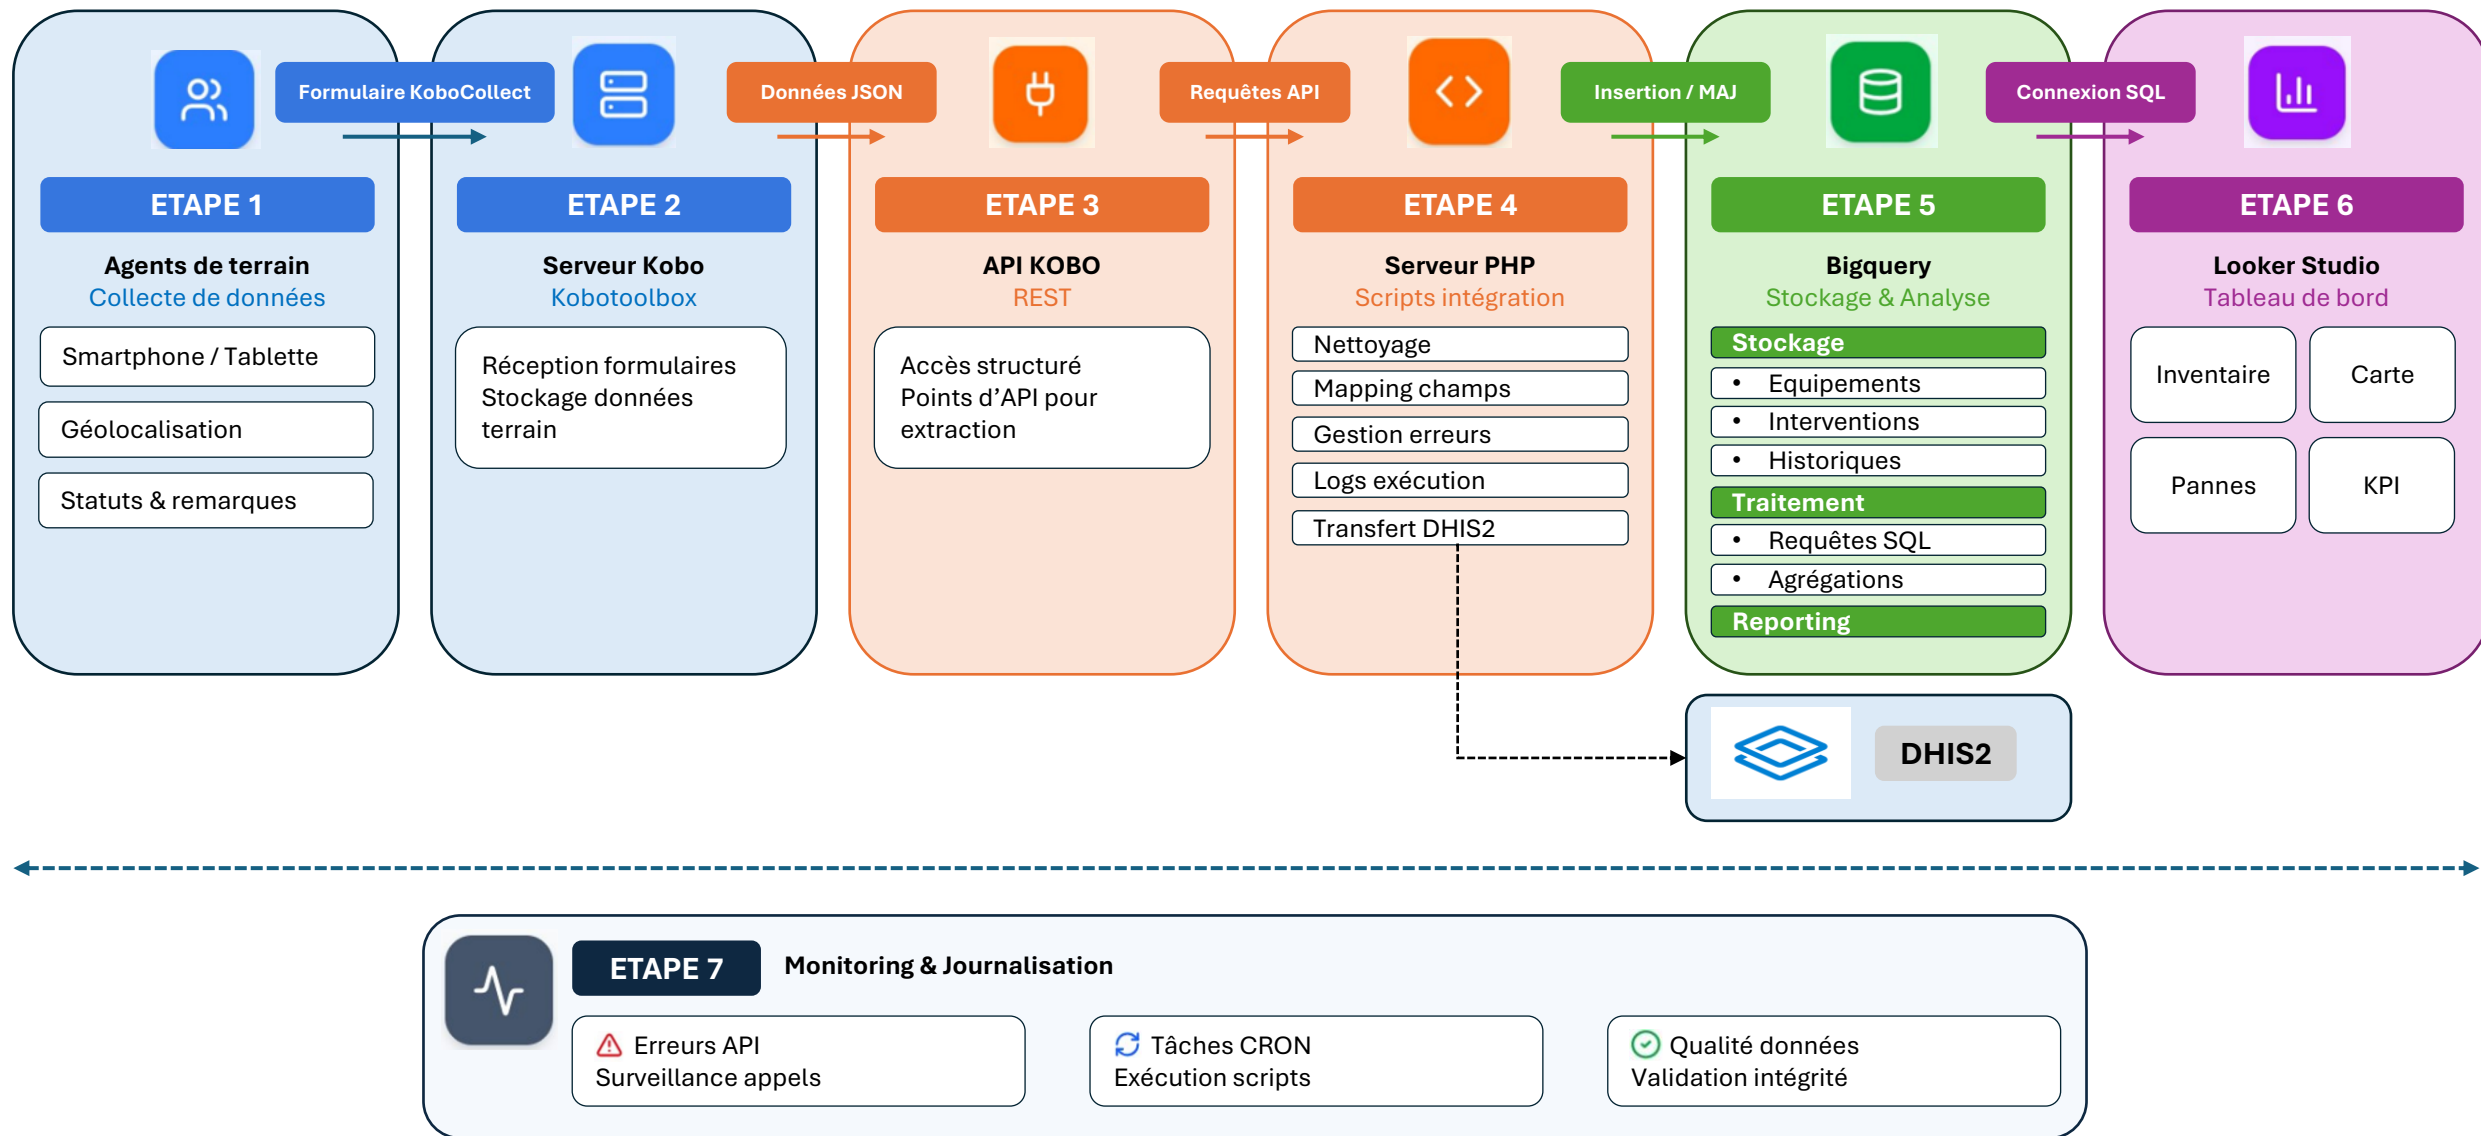 Formulaire KoboCollect
Données JSON
Requêtes API
Insertion / MAJ
Connexion SQL
ETAPE 1
Agents de terrain
Collecte de données
Smartphone / Tablette
Géolocalisation
Statuts & remarques
ETAPE 2
Serveur Kobo
Kobotoolbox
Réception formulaires
Stockage données
terrain
ETAPE 3
API KOBO
REST
Accès structuré
Points d’API pour
extraction
ETAPE 4
Serveur PHP
Scripts intégration
Nettoyage
Mapping champs
Gestion erreurs
Logs exécution
Transfert DHIS2
ETAPE 5
Bigquery
Stockage & Analyse
Stockage
• Equipements
• Interventions
• Historiques
Traitement
• Requêtes SQL
• Agrégations
Reporting
ETAPE 6
Looker Studio
Tableau de bord
Inventaire
Carte
Pannes
KPI
DHIS2
ETAPE 7
Monitoring & Journalisation
Erreurs API
Surveillance appels
Tâches CRON
Exécution scripts
Qualité données
Validation intégrité